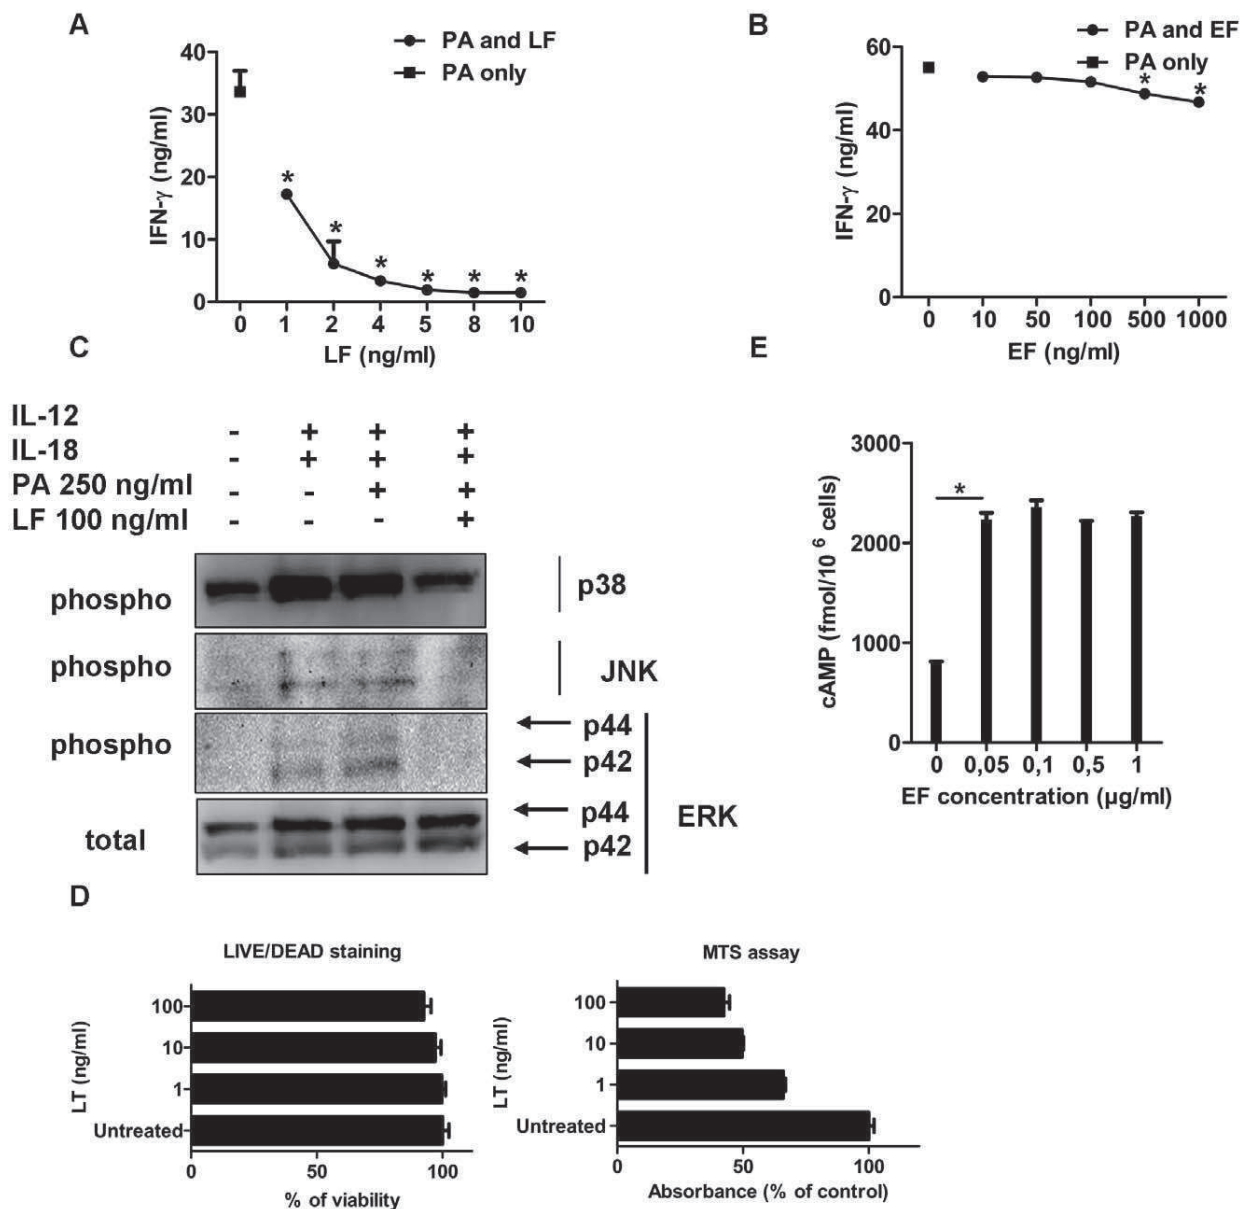 A
PA and LF
PA only
IFN-γ (ng/ml)
40
30
20
10
0
*
*
*
*
*
*
0 1 2 4 5 8 10
LF (ng/ml)
B
PA and EF
PA only
IFN-γ (ng/ml)
60
40
20
0
*
*
0 10 50 100 500 1000
EF (ng/ml)
C
IL-12 - + + +
IL-18 - + + +
PA 250 ng/ml - - + +
LF 100 ng/ml - - - +
phospho p38
phospho JNK
phospho p44
p42
ERK
total p44
p42
E
cAMP (fmol/10 6 cells)
3000
2000
1000
0
*
0 0,05 0,1 0,5 1
EF concentration (µg/ml)
D
LIVE/DEAD staining
LT (ng/ml)
100
10
1
Untreated
0 50 100
% of viability
MTS assay
LT (ng/ml)
100
10
1
Untreated
0 50 100
Absorbance (% of control)